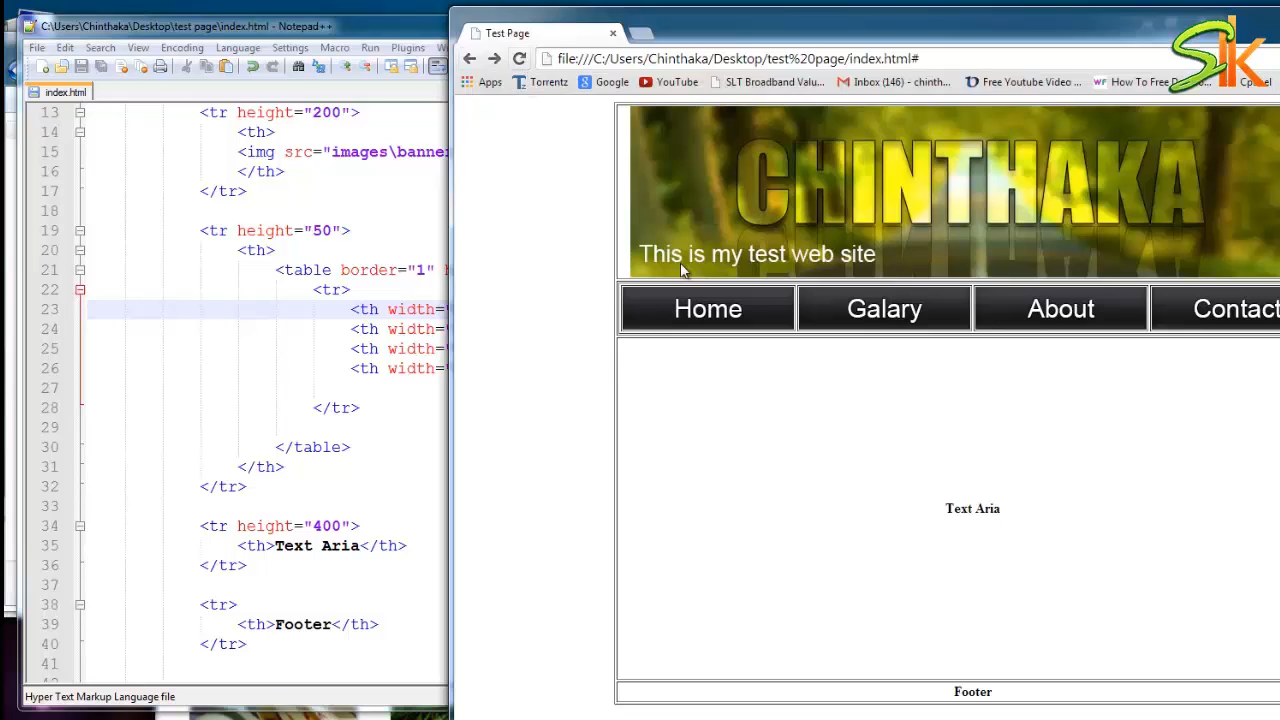 C:\Users\Chinthaka\Desktop\test page\index.html - Notepad++
File Edit Search View Encoding Language Settings Macro Run Plugins
index.html
13 <tr height="200">
14 <th>
15 <img src="images\banner
16 </th>
17 </tr>
18
19 <tr height="50">
20 <th>
21 <table border="1"
22 <tr>
23 <th width=
24 <th width=
25 <th width=
26 <th width=
27
28 </tr>
29
30 </table>
31 </th>
32 </tr>
33
34 <tr height="400">
35 <th>Text Aria</th>
36 </tr>
37
38 <tr>
39 <th>Footer</th>
40 </tr>
41
Hyper Text Markup Language file
Test Page
file:///C:/Users/Chinthaka/Desktop/test%20page/index.html#
Apps Torrentz Google YouTube SLT Broadband Valu... Inbox (146) - chinth... Free Youtube Video ... How To Free D
SLK
CHINTHAKA
This is my test web site
Home Galary About Contact
Text Aria
Footer